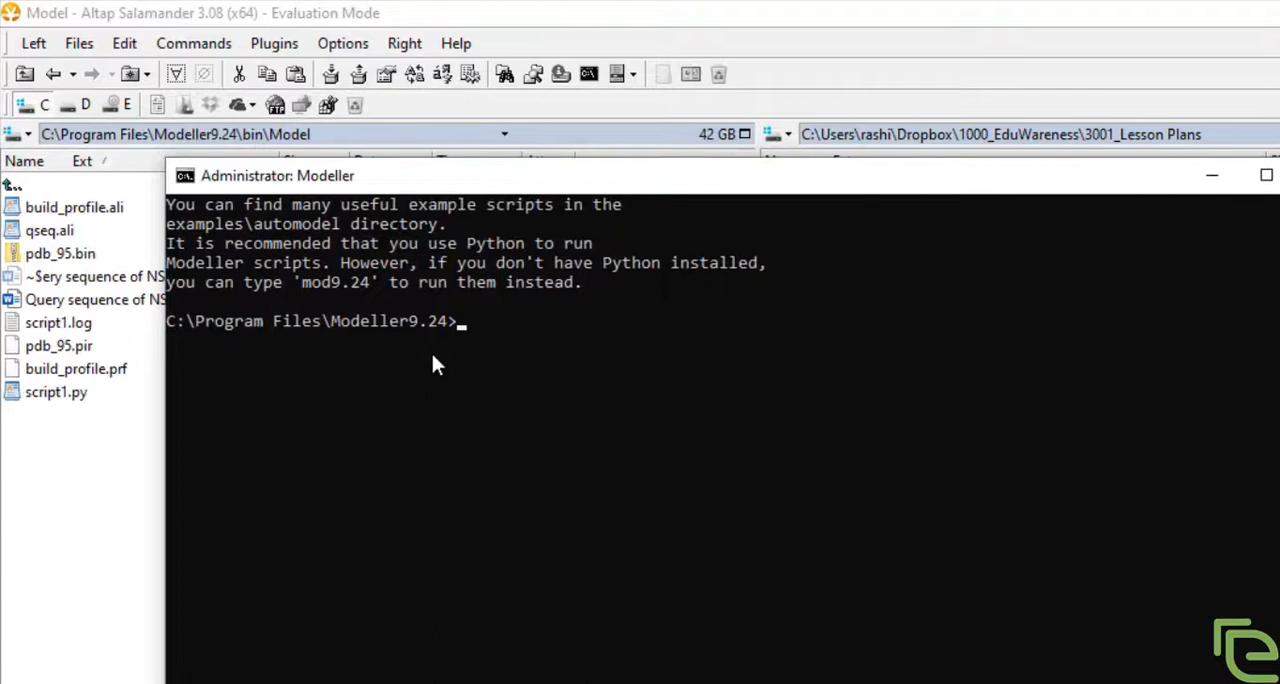 Model - Altap Salamander 3.08 (x64) - Evaluation Mode
Left Files Edit Commands Plugins Options Right Help
C D E
C:\Program Files\Modeller9.24\bin\Model 42 GB C:\Users\rashi\Dropbox\1000_EduWareness\3001_Lesson Plans
Name Ext
Administrator: Modeller
build_profile.ali
qseq.ali
pdb_95.bin
~$ery sequence of NS
Query sequence of NS
script1.log
pdb_95.pir
build_profile.prf
script1.py
You can find many useful example scripts in the
examples\automodel directory.
It is recommended that you use Python to run
Modeller scripts. However, if you don't have Python installed,
you can type 'mod9.24' to run them instead.
C:\Program Files\Modeller9.24>